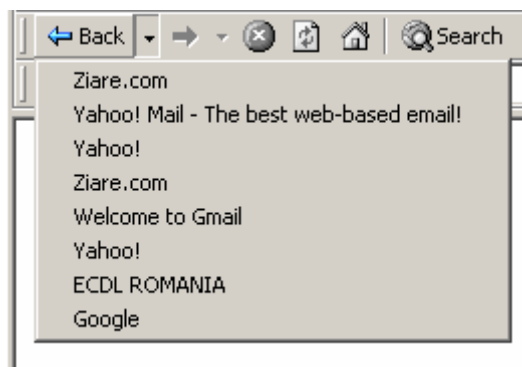 Back Search
Ziare.com
Yahoo! Mail - The best web-based email!
Yahoo!
Ziare.com
Welcome to Gmail
Yahoo!
ECDL ROMANIA
Google